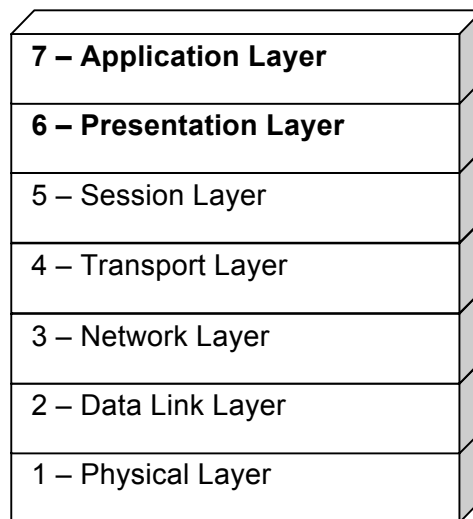 7 – Application Layer
6 – Presentation Layer
5 – Session Layer
4 – Transport Layer
3 – Network Layer
2 – Data Link Layer
1 – Physical Layer